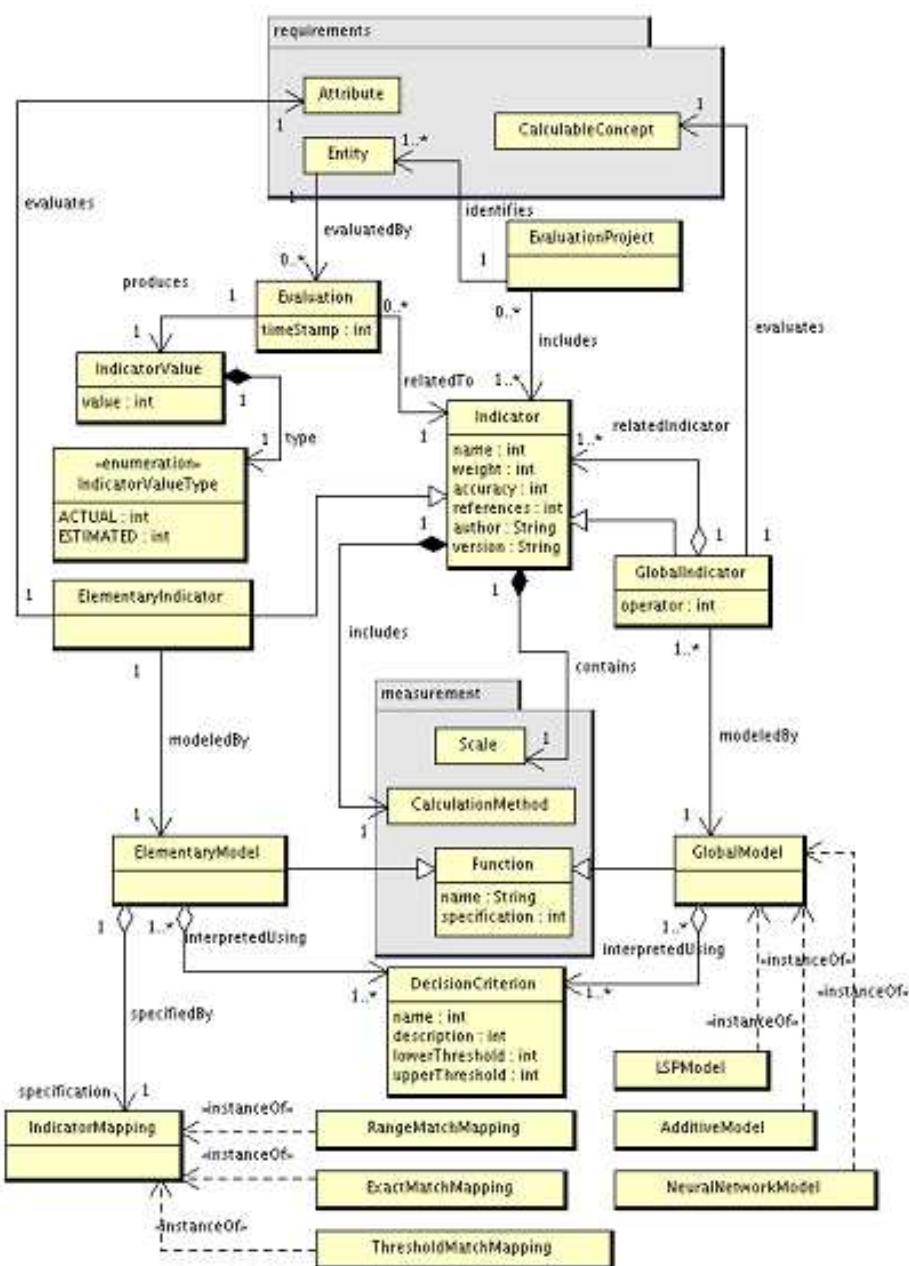 requirements
Attribute
1
1
CalculableConcept
1..*
Entity
1
evaluates
identifies
evaluatedBy
EvaluationProject
1
0..*
produces
1
Evaluation
0..*
0..*
timeStamp : int
evaluates
includes
1
IndicatorValue
relatedTo
1..*
value : int
1
Indicator
relatedIndicator
1
1..*
type
1
«enumeration»
IndicatorValueType
name : int
weight : int
accuracy : int
references : int
author : String
version : String
ACTUAL : int
ESTIMATED : int
1
1
1
1
GlobalIndicator
operator : int
1
ElementaryIndicator
1
includes
1..*
contains
measurement
modeledBy
Scale
1
modeledBy
CalculationMethod
1
1
1
ElementaryModel
Function
name : String
specification : int
GlobalModel
1
1..*
interpretedUsing
1..*
interpretedUsing
«instanceOf»
«instanceOf»
«instanceOf»
1..*
DecisionCriterion
1..*
name : int
description : int
lowerThreshold : int
upperThreshold : int
specifiedBy
LSPModel
specification
1
IndicatorMapping
«instanceOf»
RangeMatchMapping
AdditiveModel
«instanceOf»
ExactMatchMapping
NeuralNetworkModel
«instanceOf»
ThresholdMatchMapping